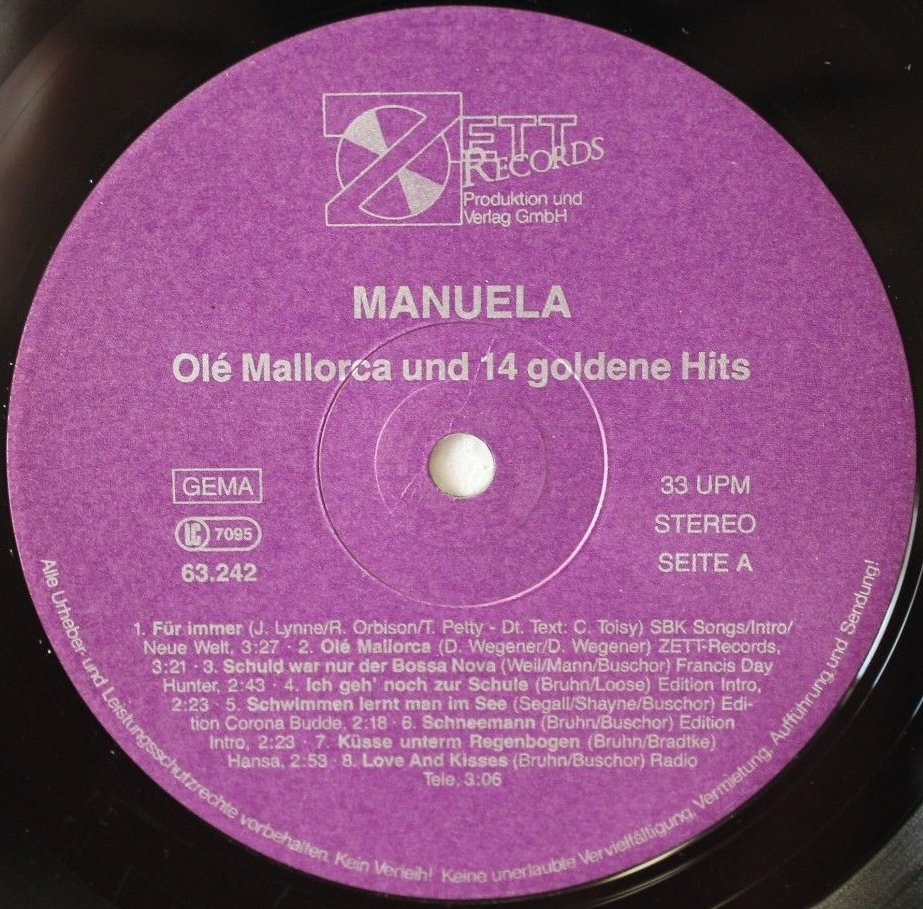 ZETT
RECORDS
Produktion und
Verlag GmbH
MANUELA
Olé Mallorca und 14 goldene Hits
GEMA
LC 7095
63.242
33 UPM
STEREO
SEITE A
1. Für immer (J. Lynne/R. Orbison/T. Petty - Dt. Text: C. Toisy) SBK Songs/Intro/
Neue Welt, 3:27 · 2. Olé Mallorca (D. Wegener/D. Wegener) ZETT-Records,
3:21 · 3. Schuld war nur der Bossa Nova (Weil/Mann/Buschor) Francis Day
Hunter, 2:43 · 4. Ich geh' noch zur Schule (Bruhn/Loose) Edition Intro,
2:23 · 5. Schwimmen lernt man im See (Segall/Shayne/Buschor) Edi-
tion Corona Budde, 2:18 · 6. Schneemann (Bruhn/Buschor) Edition
Intro, 2:23 · 7. Küsse unterm Regenbogen (Bruhn/Bradtke)
Hansa, 2:53 · 8. Love And Kisses (Bruhn/Buschor) Radio
Tele, 3:06
Alle Urheber- und Leistungsschutzrechte vorbehalten. Kein Verleih! Keine unerlaubte Vervielfältigung, Vermietung, Aufführung und Sendung!